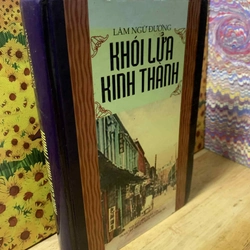 LÂM NGỮ ĐƯỜNG
KHÓI LỬA
KINH THÀNH